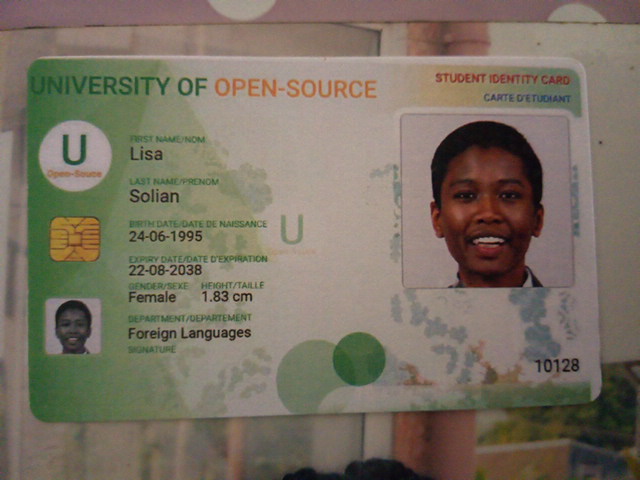 UNIVERSITY OF OPEN-SOURCE
STUDENT IDENTITY CARD
CARTE D'ETUDIANT
U
Open-Source
FIRST NAME/NOM
Lisa
LAST NAME/PRENOM
Solian
BIRTH DATE/DATE DE NAISSANCE
24-06-1995
U
EXPIRY DATE/DATE D'EXPIRATION
22-08-2038
GENDER/SEXE HEIGHT/TAILLE
Female 1.83 cm
DEPARTMENT/DEPARTEMENT
Foreign Languages
SIGNATURE
10128